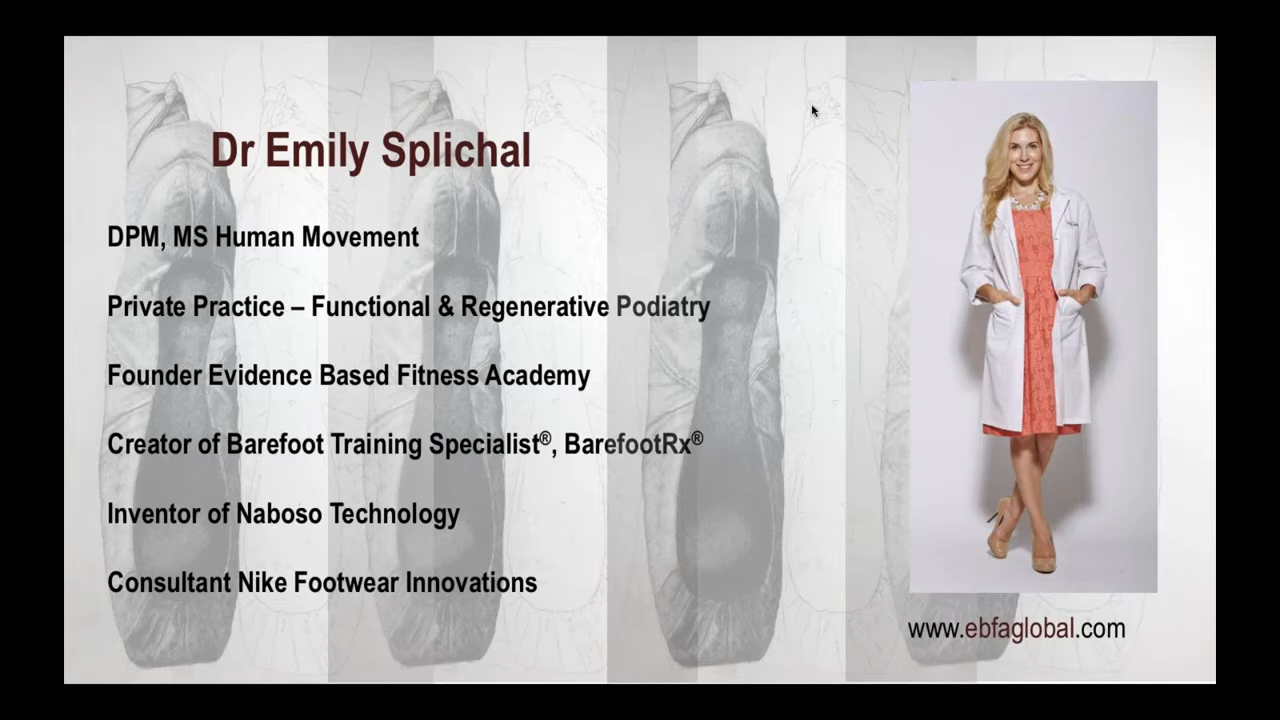 Dr Emily Splichal
DPM, MS Human Movement
Private Practice – Functional & Regenerative Podiatry
Founder Evidence Based Fitness Academy
Creator of Barefoot Training Specialist®, BarefootRx®
Inventor of Naboso Technology
Consultant Nike Footwear Innovations
www.ebfaglobal.com